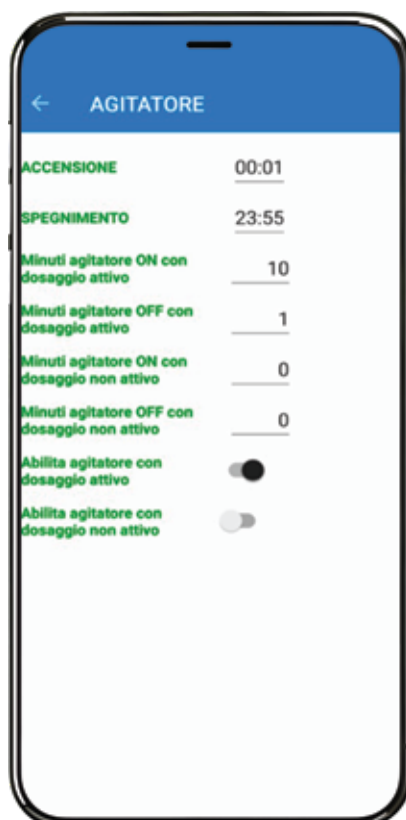 AGITATORE
ACCENSIONE 00:01
SPEGNIMENTO 23:55
Minuti agitatore ON con
dosaggio attivo 10
Minuti agitatore OFF con
dosaggio attivo 1
Minuti agitatore ON con
dosaggio non attivo 0
Minuti agitatore OFF con
dosaggio non attivo 0
Abilita agitatore con
dosaggio attivo
Abilita agitatore con
dosaggio non attivo